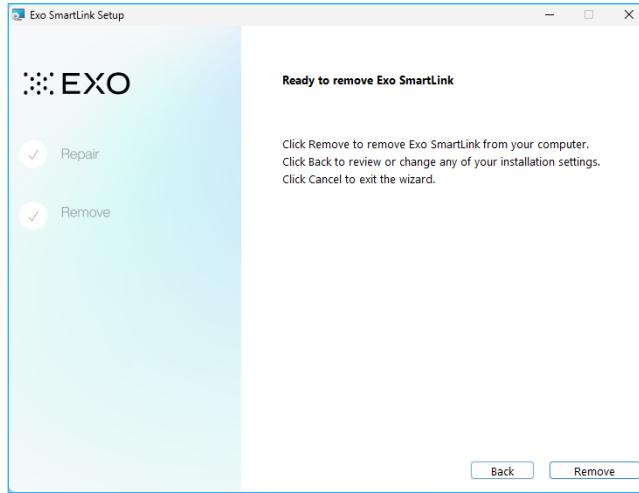 Exo SmartLink Setup
EXO
Repair
Remove
Ready to remove Exo SmartLink
Click Remove to remove Exo SmartLink from your computer.
Click Back to review or change any of your installation settings.
Click Cancel to exit the wizard.
Back
Remove